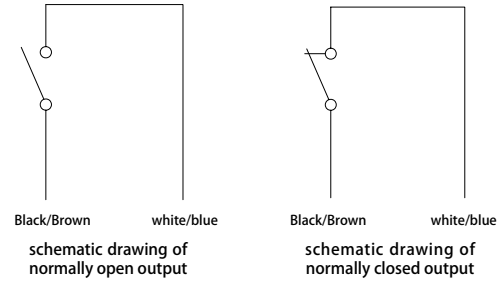 Black/Brown
white/blue
schematic drawing of
normally open output
Black/Brown
white/blue
schematic drawing of
normally closed output